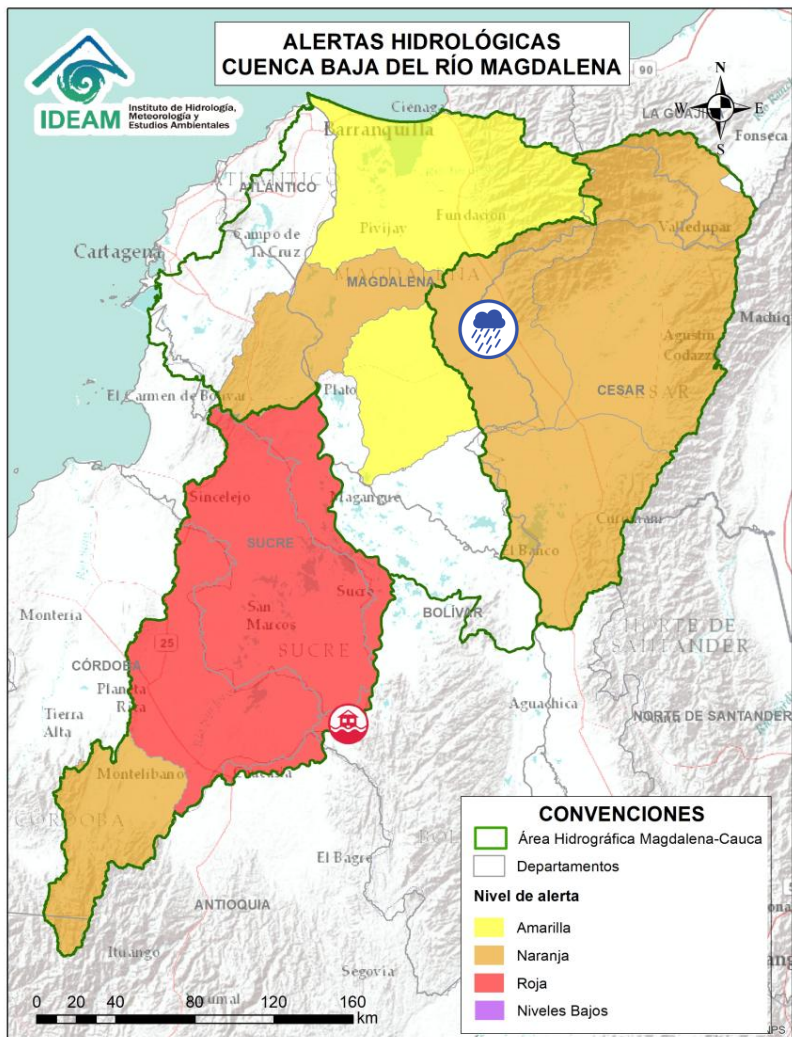 ALERTAS HIDROLÓGICAS
CUENCA BAJA DEL RÍO MAGDALENA
IDEAM
Instituto de Hidrología,
Meteorología y
Estudios Ambientales
N
W
E
S
90
Ciénaga
LA GUAJIRA
Barranquilla
Fonseca
ATLÁNTICO
Fundación
Pivijay
Valledupar
Campo de
la Cruz
Cartagena
MAGDALENA
MAGDALENA
Agustín
Codazzi
CESAR
El Carmen de Bolívar
Plato
Sincelejo
Magangué
Curumaní
SUCRE
El Banco
Sucre
San
Marcos
BOLÍVAR
Montería
SUCRE
NORTE DE
SANTANDER
25
CÓRDOBA
Planeta
Rica
Tierra
Alta
Aguachica
NORTE DE SANTANDER
Montelíbano
CÓRDOBA
El Bagre
ANTIOQUIA
Ituango
Segovia
CONVENCIONES
Área Hidrográfica Magdalena-Cauca
Departamentos
Nivel de alerta
Amarilla
Naranja
Roja
Niveles Bajos
0 20 40 80 120 160
km